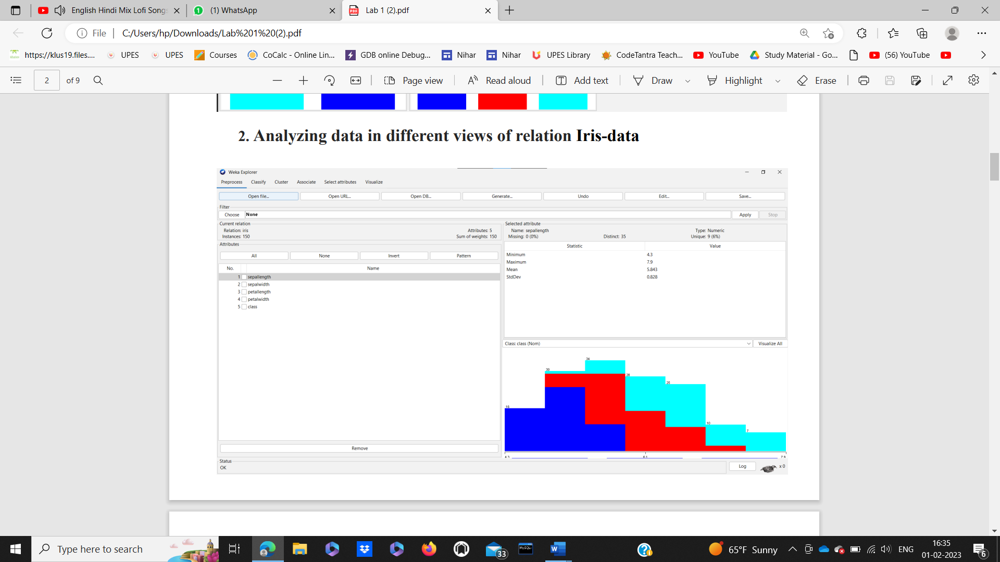 English Hindi Mix Lofi Songs
(1) WhatsApp
Lab 1 (2).pdf
File
C:/Users/hp/Downloads/Lab%201%20(2).pdf
https://klus19.files....
UPES
UPES
Courses
CoCalc - Online Lin...
GDB online Debug...
Nihar
Nihar
UPES Library
CodeTantra Teach...
YouTube
Study Material - Go...
(56) YouTube
2 of 9
Page view
Read aloud
Add text
Draw
Highlight
Erase
2. Analyzing data in different views of relation Iris-data
Weka Explorer
Preprocess Classify Cluster Associate Select attributes Visualize
Open file... Open URL... Open DB... Generate... Undo Edit... Save...
Filter
Choose None Apply Stop
Current relation
Relation: iris Attributes: 5
Instances: 150 Sum of weights: 150
Attributes
All None Invert Pattern
No. Name
1 sepallength
2 sepalwidth
3 petallength
4 petalwidth
5 class
Remove
Selected attribute
Name: sepallength Type: Numeric
Missing: 0 (0%) Distinct: 35 Unique: 9 (6%)
Statistic Value
Minimum 4.3
Maximum 7.9
Mean 5.843
StdDev 0.828
Class: class (Nom) Visualize All
34
30
28
25
16
10
7
4.3 6.1 7.9
Status
OK
Log x 0
Type here to search
33
MySQL
W
65°F Sunny
ENG
16:35
01-02-2023
6